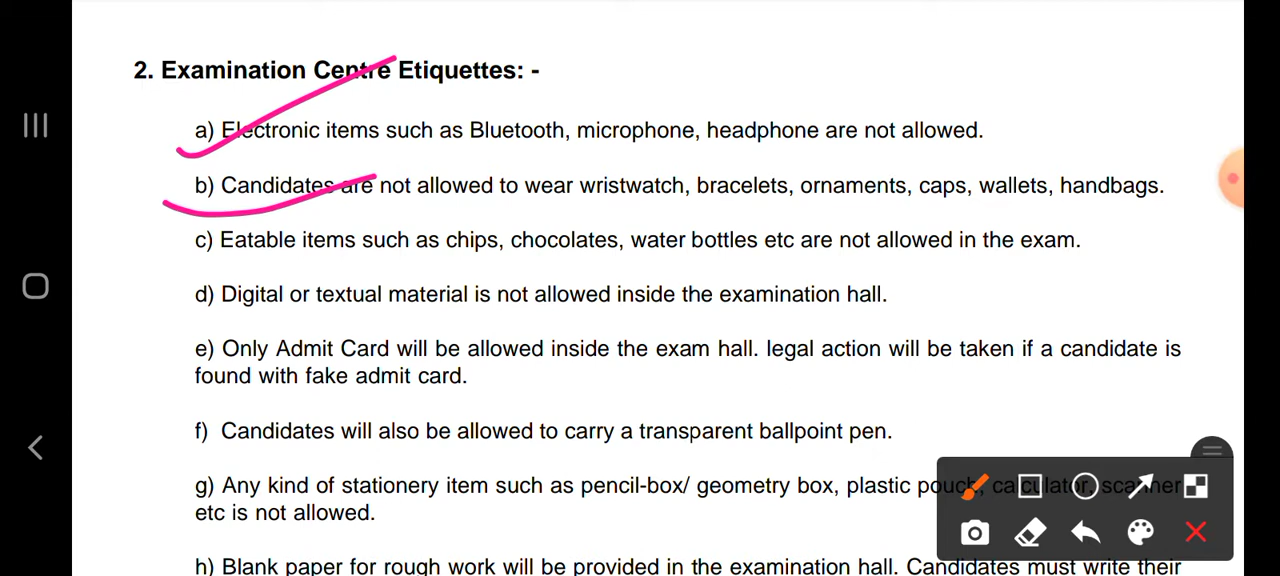 2. Examination Centre Etiquettes: -
a) Electronic items such as Bluetooth, microphone, headphone are not allowed.
b) Candidates are not allowed to wear wristwatch, bracelets, ornaments, caps, wallets, handbags.
c) Eatable items such as chips, chocolates, water bottles etc are not allowed in the exam.
d) Digital or textual material is not allowed inside the examination hall.
e) Only Admit Card will be allowed inside the exam hall. legal action will be taken if a candidate is
found with fake admit card.
f) Candidates will also be allowed to carry a transparent ballpoint pen.
g) Any kind of stationery item such as pencil-box/ geometry box, plastic pouch, calculator, scanner
etc is not allowed.
h) Blank paper for rough work will be provided in the examination hall. Candidates must write their